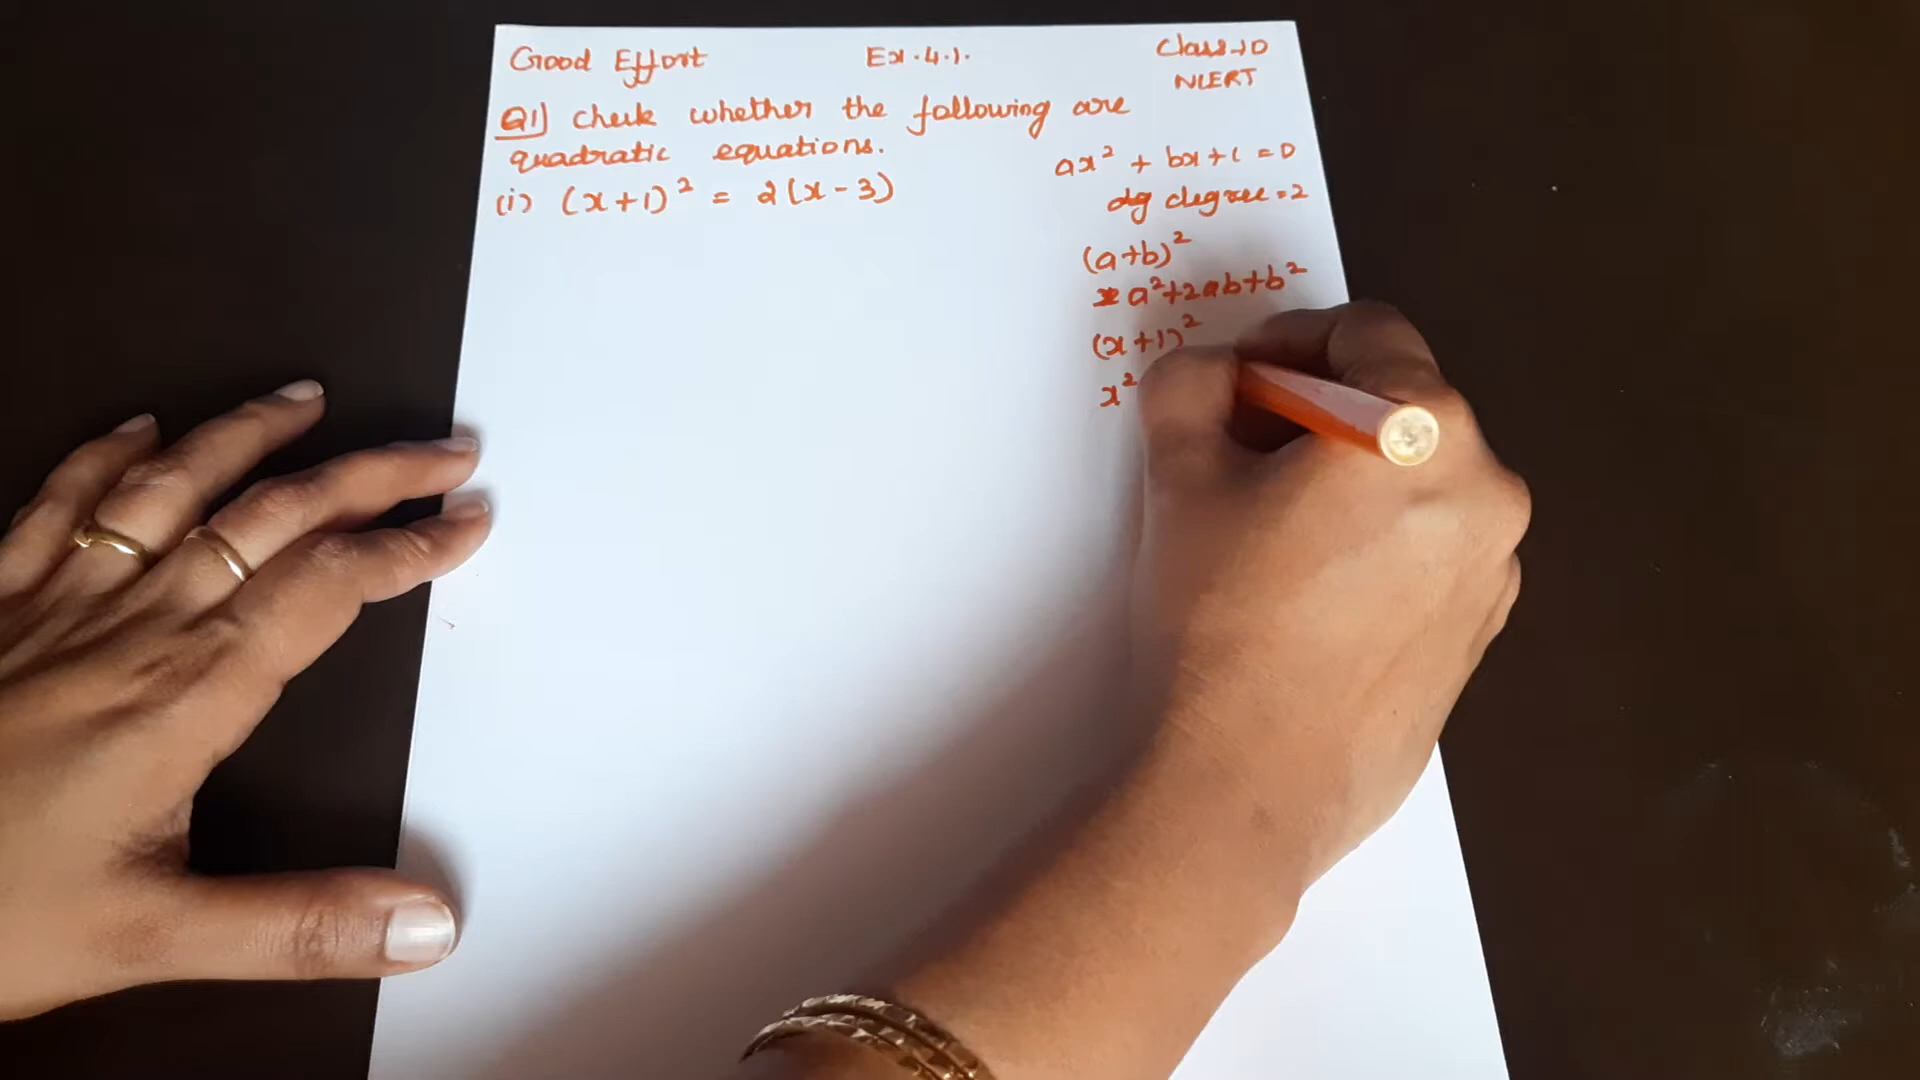 Good Effort Ex.4.1. Class-10
NCERT
Q1) check whether the following are
quadratic equations.
ax² + bx + c = 0
(i) (x+1)² = 2(x-3)
degree = 2
(a+b)²
a²+2ab+b²
(x+1)²
x²